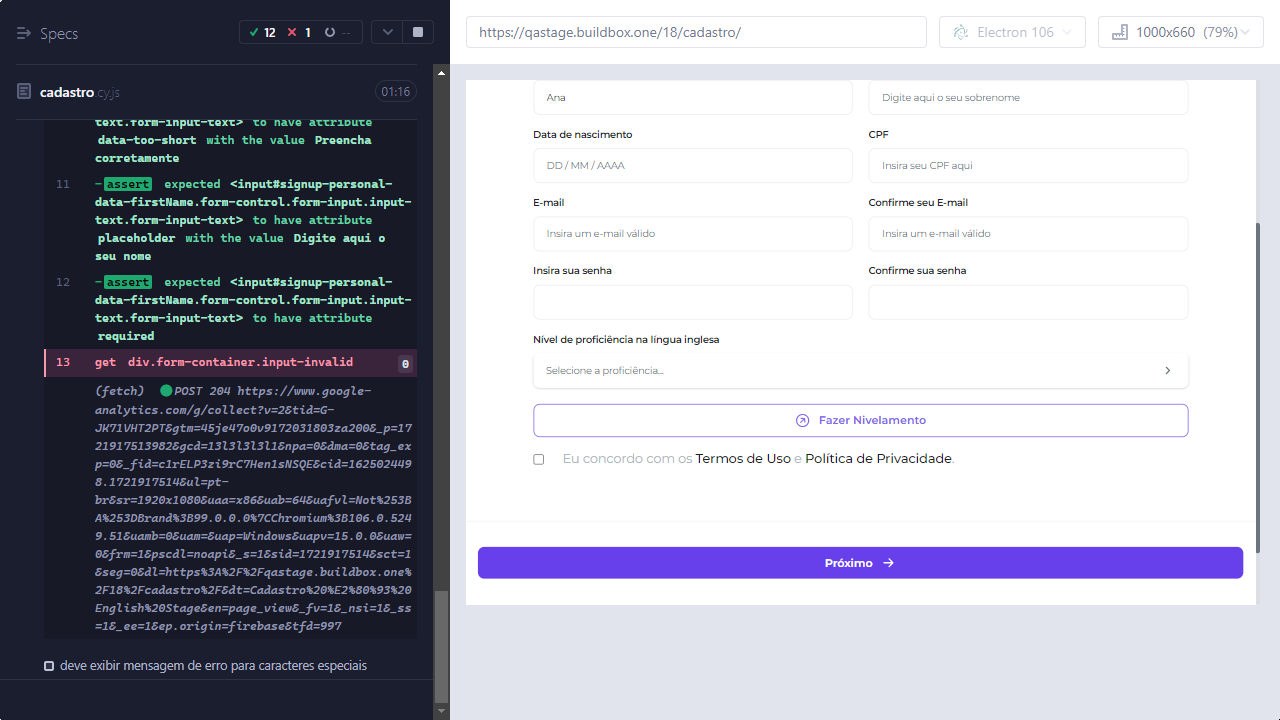 Specs
12
1
--
cadastro.cy.js
01:16
text.form-input-text> to have attribute
data-too-short with the value Preencha
corretamente
11
-assert expected <input#signup-personal-
data-firstName.form-control.form-input.input-
text.form-input-text> to have attribute
placeholder with the value Digite aqui o
seu nome
12
-assert expected <input#signup-personal-
data-firstName.form-control.form-input.input-
text.form-input-text> to have attribute
required
13
get div.form-container.input-invalid
0
(fetch) POST 204 https://www.google-
analytics.com/g/collect?v=2&tid=G-
JK71VHT2PT&gtm=45je47o0v9172031803za200&_p=172
1917513982&gcd=13l3l3l3l1&npa=0&dma=0&tag_ex
p=0&_fid=c1rELP3zi9rC7Hen1sNSQE&cid=162502449
8.1721917514&ul=pt-
br&sr=1920x1080&uaa=x86&uab=64&uafvl=Not%253B
A%253DBrand%3B99.0.0.0%7CChromium%3B106.0.524
9.51&uamb=0&uam=&uap=Windows&uapv=15.0.0&uaw=
0&frm=1&pscdl=noapi&_s=1&sid=1721917514&sct=1
&seg=0&dl=https%3A%2F%2Fqastage.buildbox.one%
2F18%2Fcadastro%2F&dt=Cadastro%20%E2%80%93%20
English%20Stage&en=page_view&_fv=1&_nsi=1&_ss
=1&_ee=1&ep.origin=firebase&tfd=997
deve exibir mensagem de erro para caracteres especiais
https://qastage.buildbox.one/18/cadastro/
Electron 106
1000x660 (79%)
Ana
Digite aqui o seu sobrenome
Data de nascimento
CPF
DD / MM / AAAA
Insira seu CPF aqui
E-mail
Confirme seu E-mail
Insira um e-mail válido
Insira um e-mail válido
Insira sua senha
Confirme sua senha
Nível de proficiência na língua inglesa
Selecione a proficiência...
Fazer Nivelamento
Eu concordo com os Termos de Uso e Política de Privacidade.
Próximo